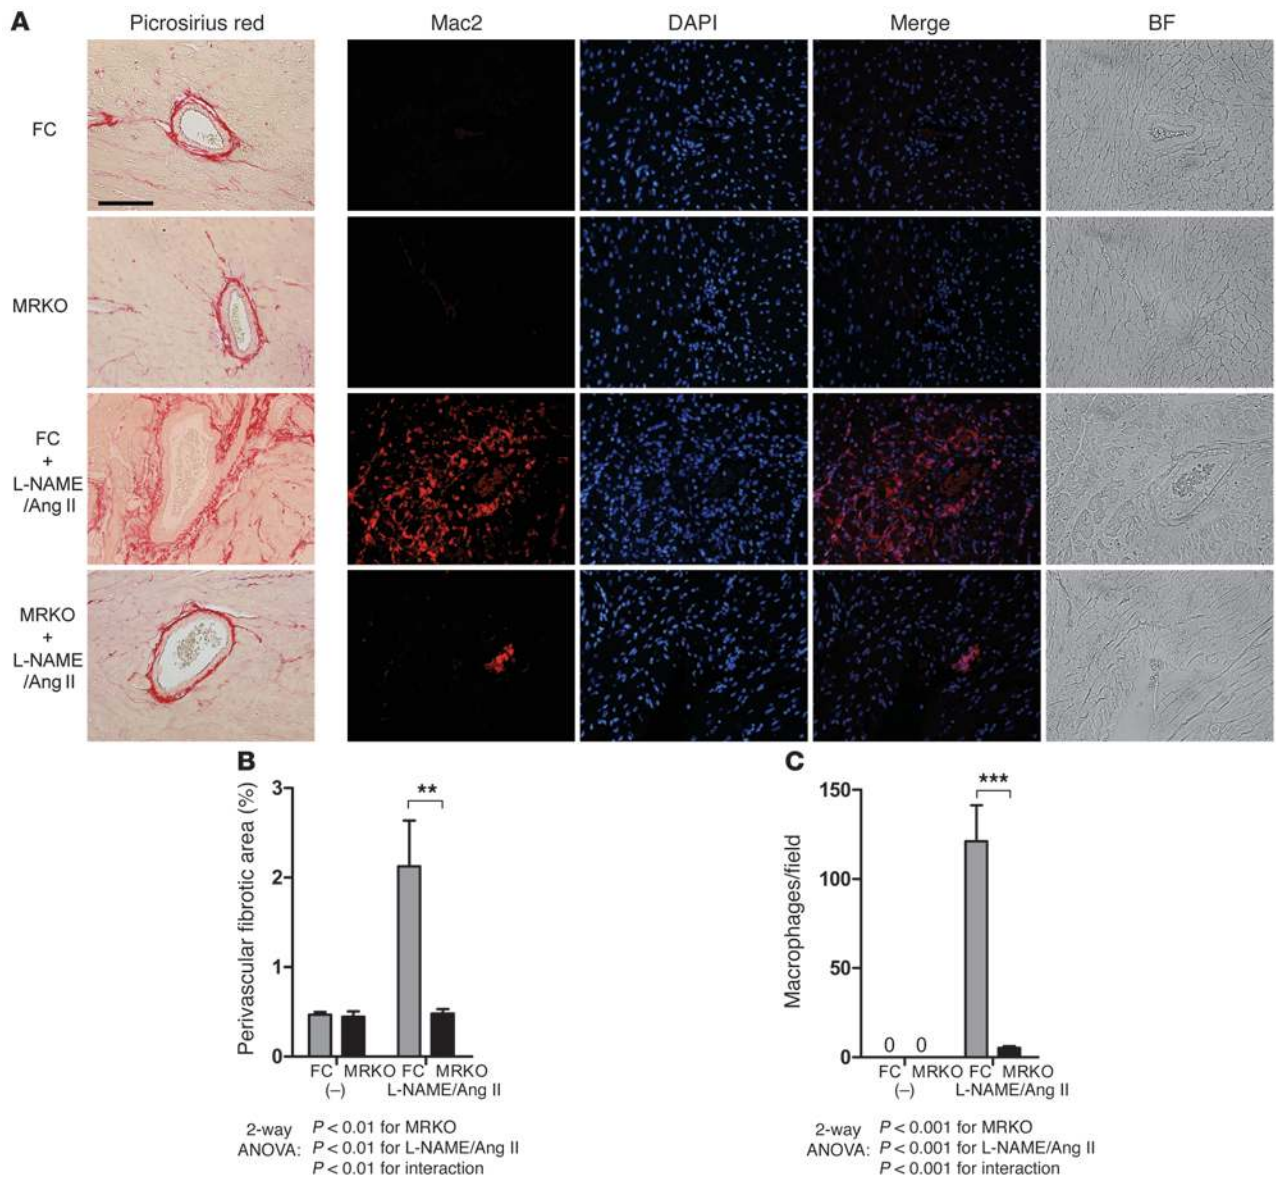 A
Picrosirius red
Mac2
DAPI
Merge
BF
FC
MRKO
FC
+
L-NAME
/Ang II
MRKO
+
L-NAME
/Ang II
B
Perivascular fibrotic area (%)
3
2
1
0
**
FC MRKO FC MRKO
(–) L-NAME/Ang II
2-way ANOVA:
P < 0.01 for MRKO
P < 0.01 for L-NAME/Ang II
P < 0.01 for interaction
C
Macrophages/field
150
100
50
0
0 0
***
FC MRKO FC MRKO
(–) L-NAME/Ang II
2-way ANOVA:
P < 0.001 for MRKO
P < 0.001 for L-NAME/Ang II
P < 0.001 for interaction